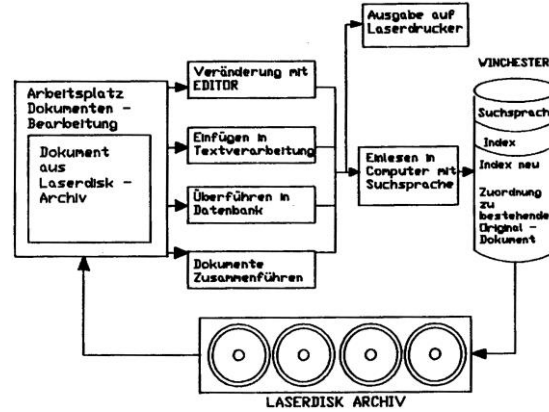 Ausgabe auf
Laserdrucker
WINCHESTER
Arbeitsplatz
Dokumenten -
Bearbeitung
Dokument
aus
Laserdisk -
Archiv
Veränderung mit
EDITOR
Einfügen in
Textverarbeitung
Überführen in
Datenbank
Dokumente
Zusammenführen
Einlesen in
Computer mit
Suchsprache
Suchsprach
Index
Index neu
Zuordnung
zu
bestehende
Original -
Dokument
LASERDISK ARCHIV